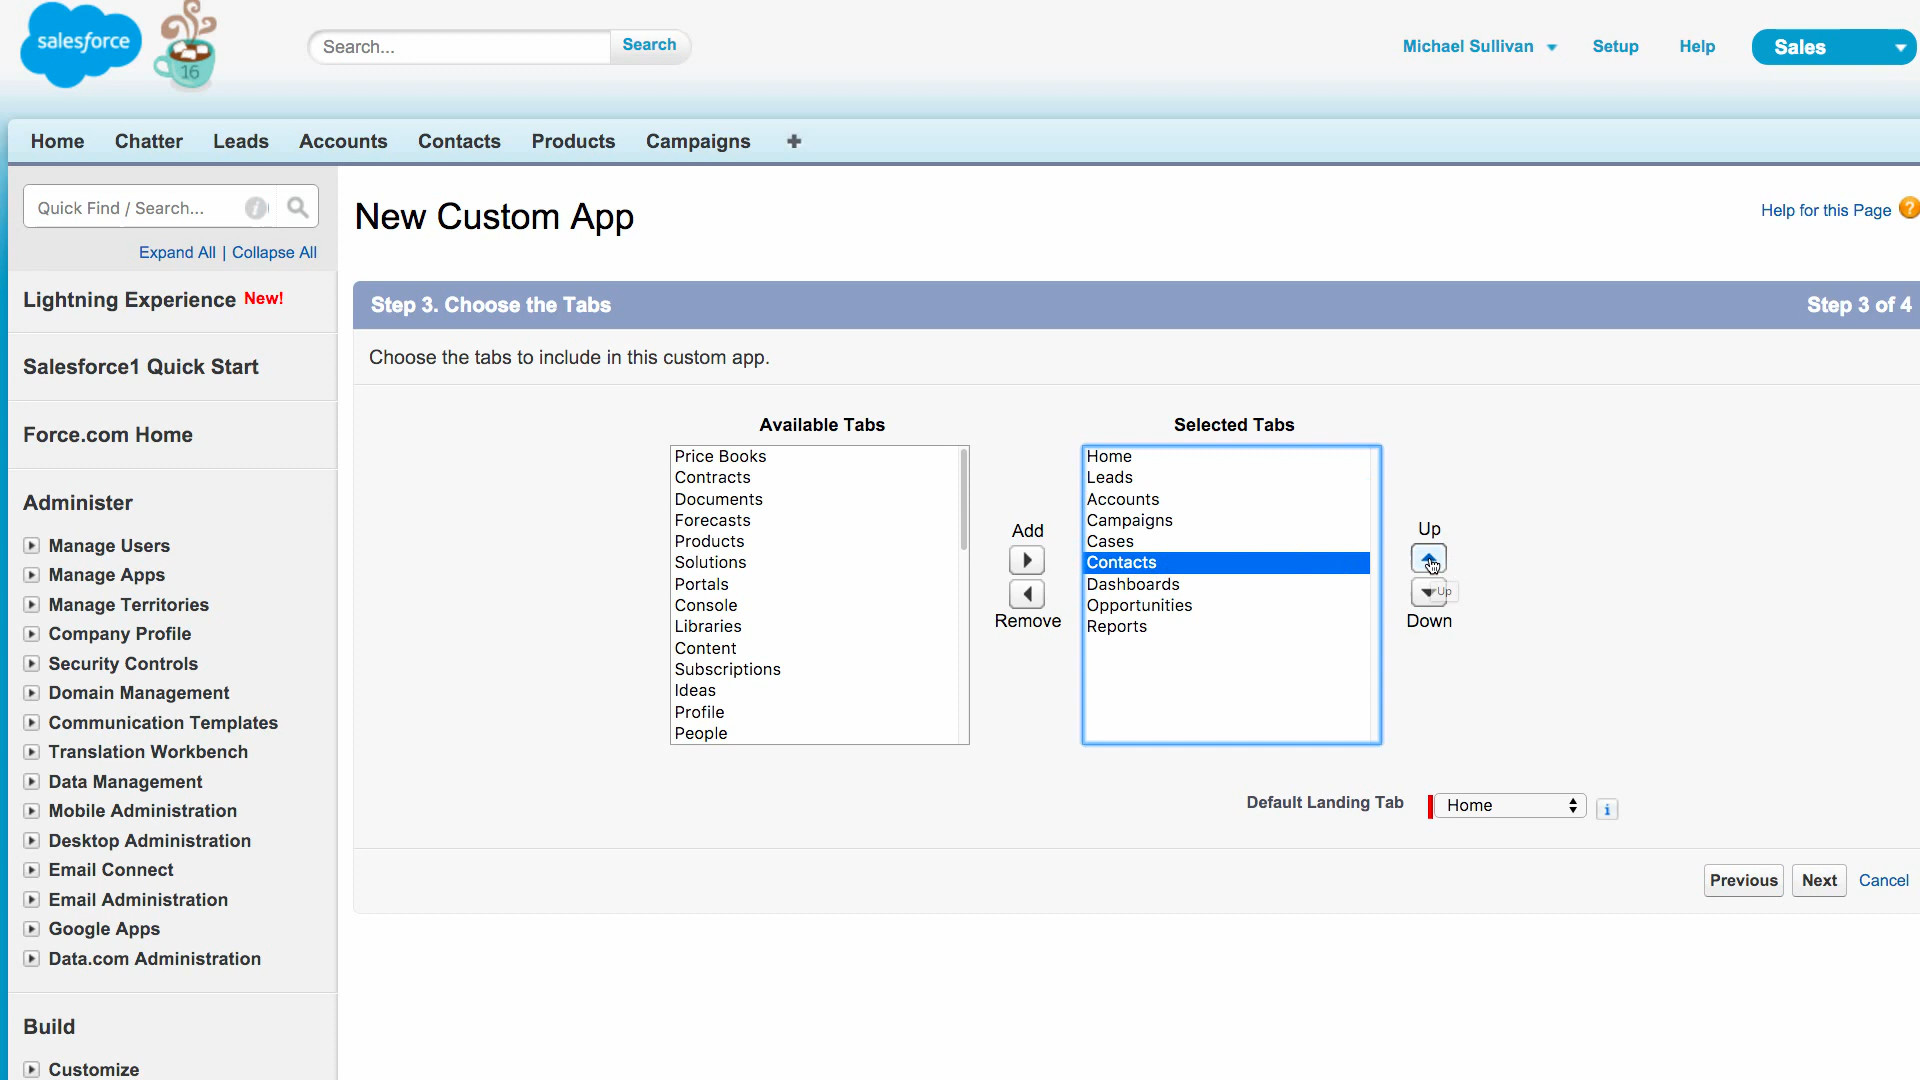 salesforce
16
Search...
Search
Michael Sullivan
Setup
Help
Sales
Home
Chatter
Leads
Accounts
Contacts
Products
Campaigns
+
Quick Find / Search...
i
Expand All | Collapse All
Lightning Experience New!
Salesforce1 Quick Start
Force.com Home
Administer
Manage Users
Manage Apps
Manage Territories
Company Profile
Security Controls
Domain Management
Communication Templates
Translation Workbench
Data Management
Mobile Administration
Desktop Administration
Email Connect
Email Administration
Google Apps
Data.com Administration
Build
Customize
New Custom App
Help for this Page ?
Step 3. Choose the Tabs
Step 3 of 4
Choose the tabs to include in this custom app.
Available Tabs
Price Books
Contracts
Documents
Forecasts
Products
Solutions
Portals
Console
Libraries
Content
Subscriptions
Ideas
Profile
People
Add
Remove
Selected Tabs
Home
Leads
Accounts
Campaigns
Cases
Contacts
Dashboards
Opportunities
Reports
Up
Up
Down
Default Landing Tab
Home
i
Previous
Next
Cancel